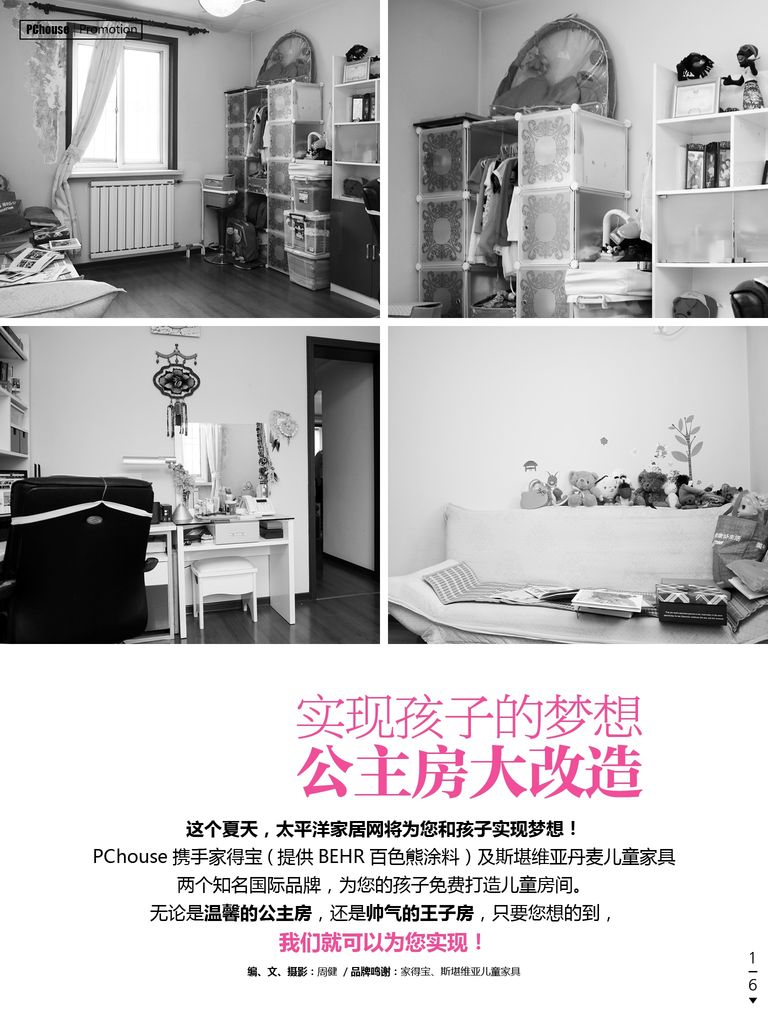 PChouse | Promotion
实现孩子的梦想
公主房大改造
这个夏天，太平洋家居网将为您和孩子实现梦想！
PChouse 携手家得宝（提供 BEHR 百色熊涂料）及斯堪维亚丹麦儿童家具
两个知名国际品牌，为您的孩子免费打造儿童房间。
无论是温馨的公主房，还是帅气的王子房，只要您想的到，
我们就可以为您实现！
编、文、摄影：周健 / 品牌鸣谢：家得宝、斯堪维亚儿童家具
1
6